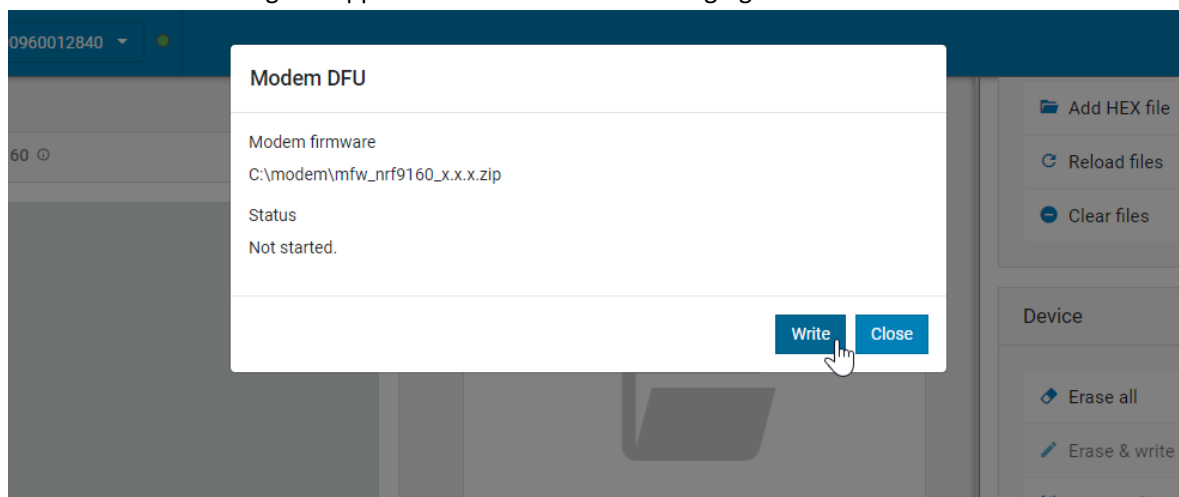 0960012840
Modem DFU
Modem firmware
C:\modem\mfw_nrf9160_x.x.x.zip
Status
Not started.
Write
Close
60
Add HEX file
Reload files
Clear files
Device
Erase all
Erase & write